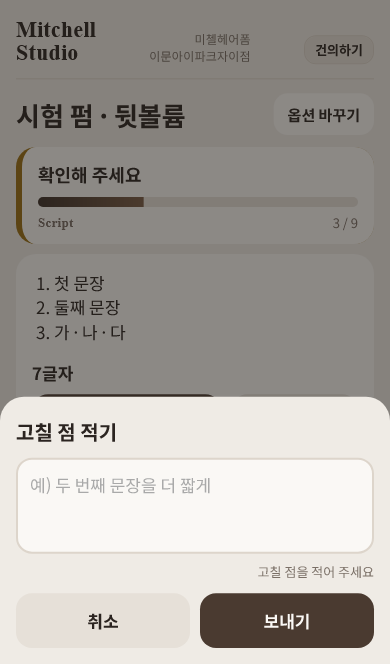 Mitchell
Studio
미첼헤어품
이문아이파크자이점
건의하기
시험 펌 · 뒷볼륨
옵션 바꾸기
확인해 주세요
Script
3 / 9
1. 첫 문장
2. 둘째 문장
3. 가 · 나 · 다
7글자
고칠 점 적기
예) 두 번째 문장을 더 짧게
고칠 점을 적어 주세요
취소
보내기